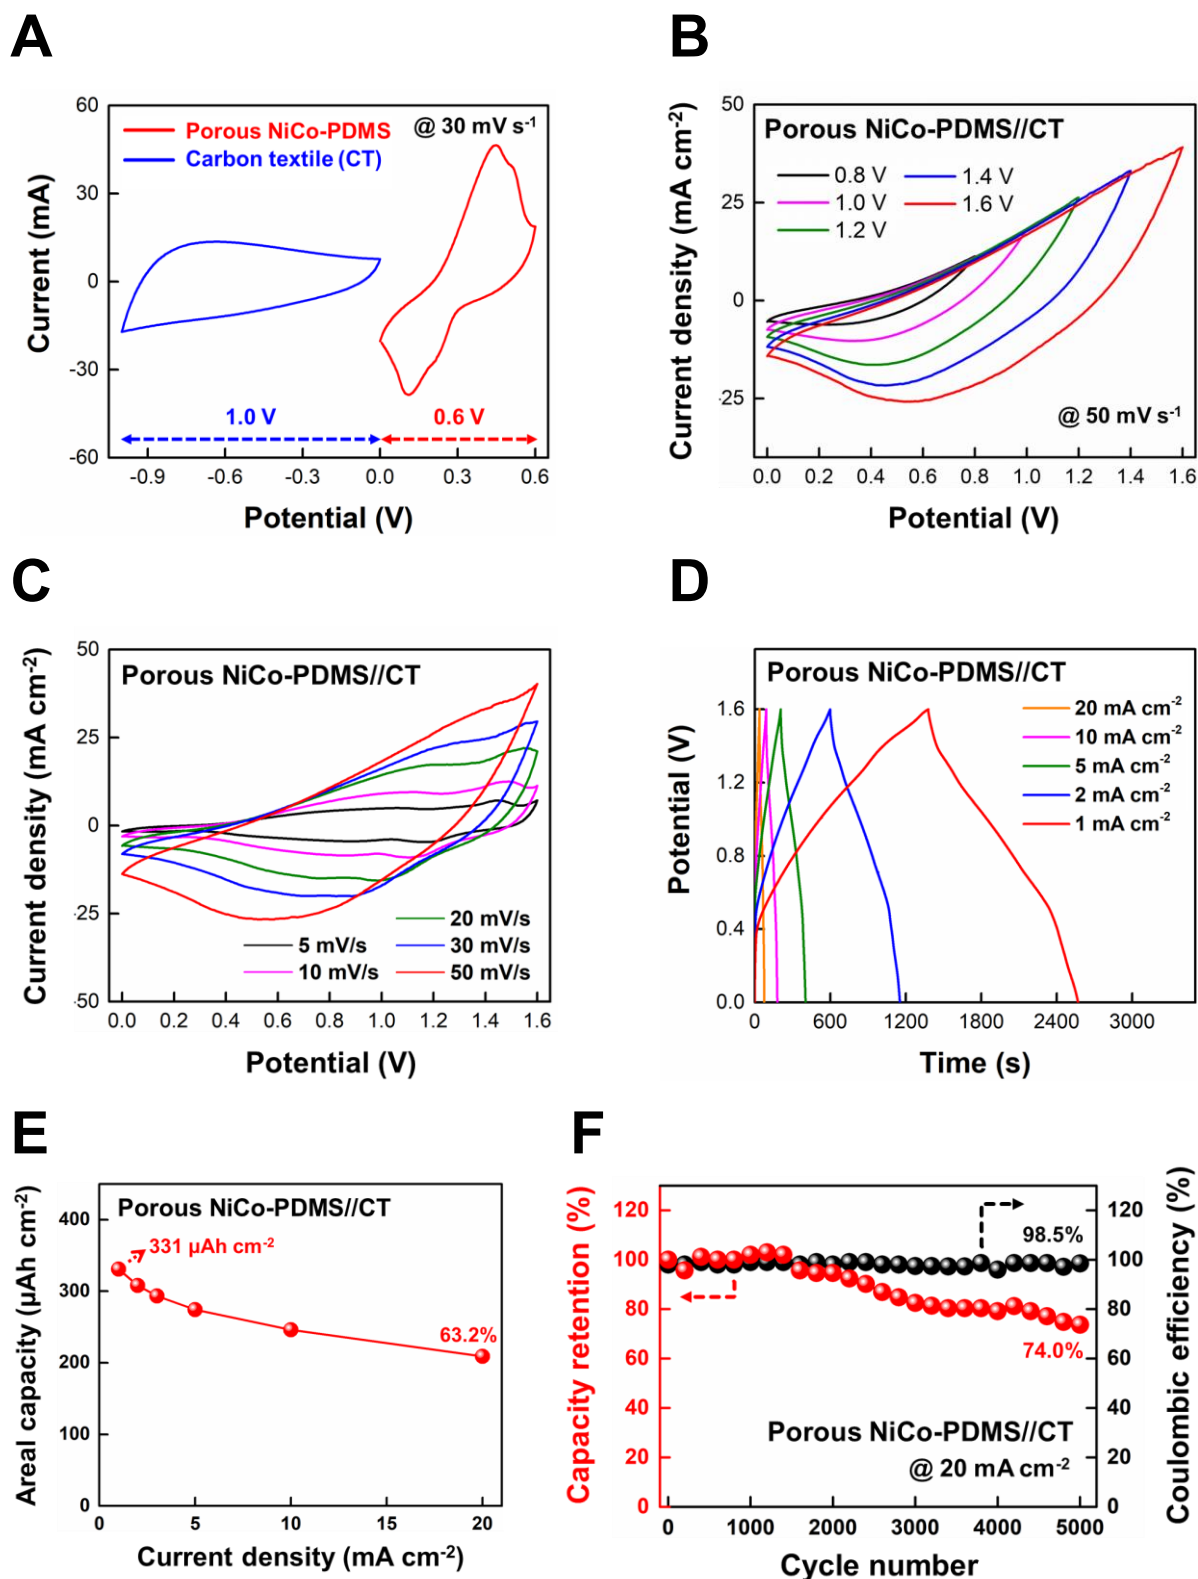 A
60
30
0
-30
-60
Current (mA)
Porous NiCo-PDMS
Carbon textile (CT)
@ 30 mV s-1
1.0 V
0.6 V
-0.9
-0.6
-0.3
0.0
0.3
0.6
Potential (V)
B
50
25
0
-25
Current density (mA cm-2)
Porous NiCo-PDMS//CT
0.8 V
1.0 V
1.2 V
1.4 V
1.6 V
@ 50 mV s-1
0.0
0.2
0.4
0.6
0.8
1.0
1.2
1.4
1.6
Potential (V)
C
50
25
0
-25
-50
Current density (mA cm-2)
Porous NiCo-PDMS//CT
5 mV/s
10 mV/s
20 mV/s
30 mV/s
50 mV/s
0.0
0.2
0.4
0.6
0.8
1.0
1.2
1.4
1.6
Potential (V)
D
1.6
1.2
0.8
0.4
0.0
Potential (V)
Porous NiCo-PDMS//CT
20 mA cm-2
10 mA cm-2
5 mA cm-2
2 mA cm-2
1 mA cm-2
0
600
1200
1800
2400
3000
Time (s)
E
400
300
200
100
0
Areal capacity (µAh cm-2)
Porous NiCo-PDMS//CT
331 µAh cm-2
63.2%
0
5
10
15
20
Current density (mA cm-2)
F
120
100
80
60
40
20
0
Capacity retention (%)
98.5%
74.0%
Porous NiCo-PDMS//CT
@ 20 mA cm-2
120
100
80
60
40
20
0
Coulombic efficiency (%)
0
1000
2000
3000
4000
5000
Cycle number